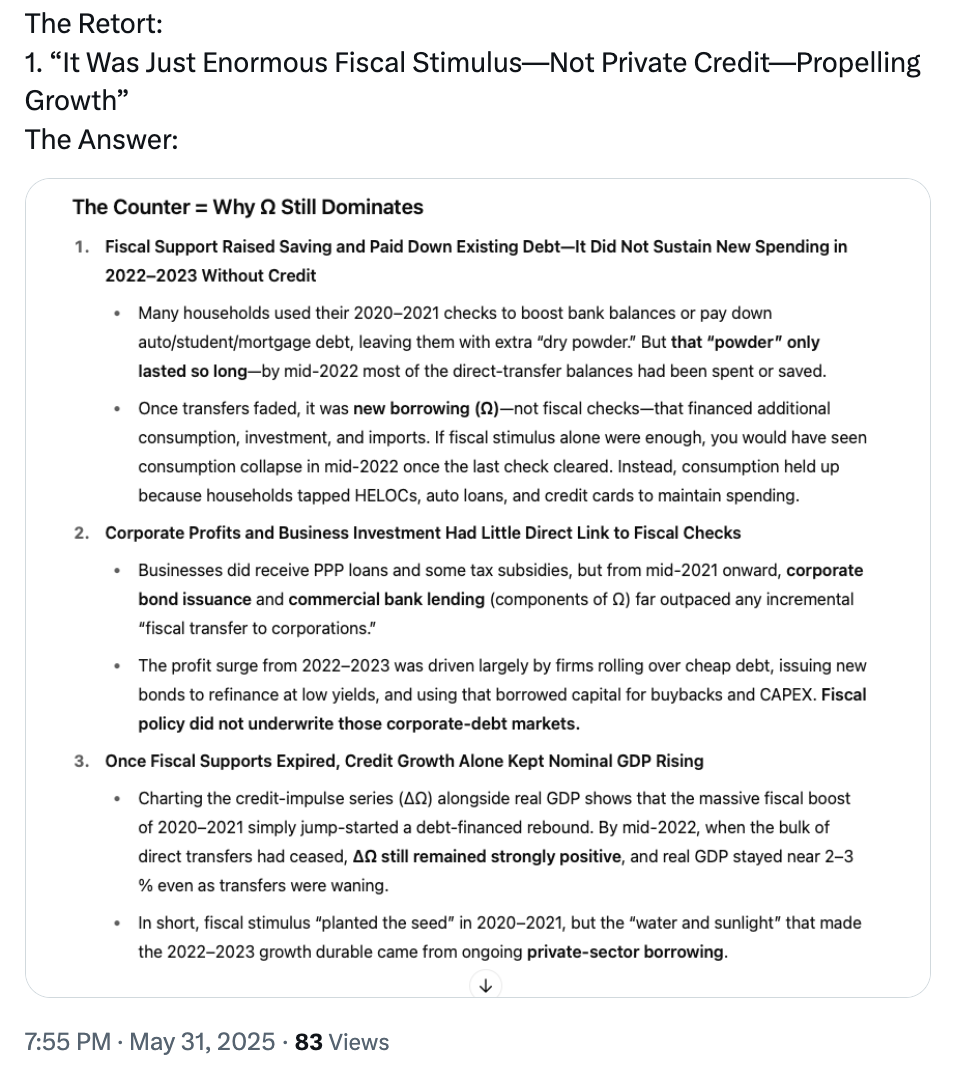 The Retort:
1. “It Was Just Enormous Fiscal Stimulus—Not Private Credit—Propelling
Growth”
The Answer:
The Counter = Why Ω Still Dominates
1. Fiscal Support Raised Saving and Paid Down Existing Debt—It Did Not Sustain New Spending in
2022–2023 Without Credit
• Many households used their 2020–2021 checks to boost bank balances or pay down
auto/student/mortgage debt, leaving them with extra “dry powder.” But that “powder” only
lasted so long—by mid-2022 most of the direct-transfer balances had been spent or saved.
• Once transfers faded, it was new borrowing (Ω)—not fiscal checks—that financed additional
consumption, investment, and imports. If fiscal stimulus alone were enough, you would have seen
consumption collapse in mid-2022 once the last check cleared. Instead, consumption held up
because households tapped HELOCs, auto loans, and credit cards to maintain spending.
2. Corporate Profits and Business Investment Had Little Direct Link to Fiscal Checks
• Businesses did receive PPP loans and some tax subsidies, but from mid-2021 onward, corporate
bond issuance and commercial bank lending (components of Ω) far outpaced any incremental
“fiscal transfer to corporations.”
• The profit surge from 2022–2023 was driven largely by firms rolling over cheap debt, issuing new
bonds to refinance at low yields, and using that borrowed capital for buybacks and CAPEX. Fiscal
policy did not underwrite those corporate-debt markets.
3. Once Fiscal Supports Expired, Credit Growth Alone Kept Nominal GDP Rising
• Charting the credit-impulse series (ΔΩ) alongside real GDP shows that the massive fiscal boost
of 2020–2021 simply jump-started a debt-financed rebound. By mid-2022, when the bulk of
direct transfers had ceased, ΔΩ still remained strongly positive, and real GDP stayed near 2–3
% even as transfers were waning.
• In short, fiscal stimulus “planted the seed” in 2020–2021, but the “water and sunlight” that made
the 2022–2023 growth durable came from ongoing private-sector borrowing.
7:55 PM · May 31, 2025 · 83 Views